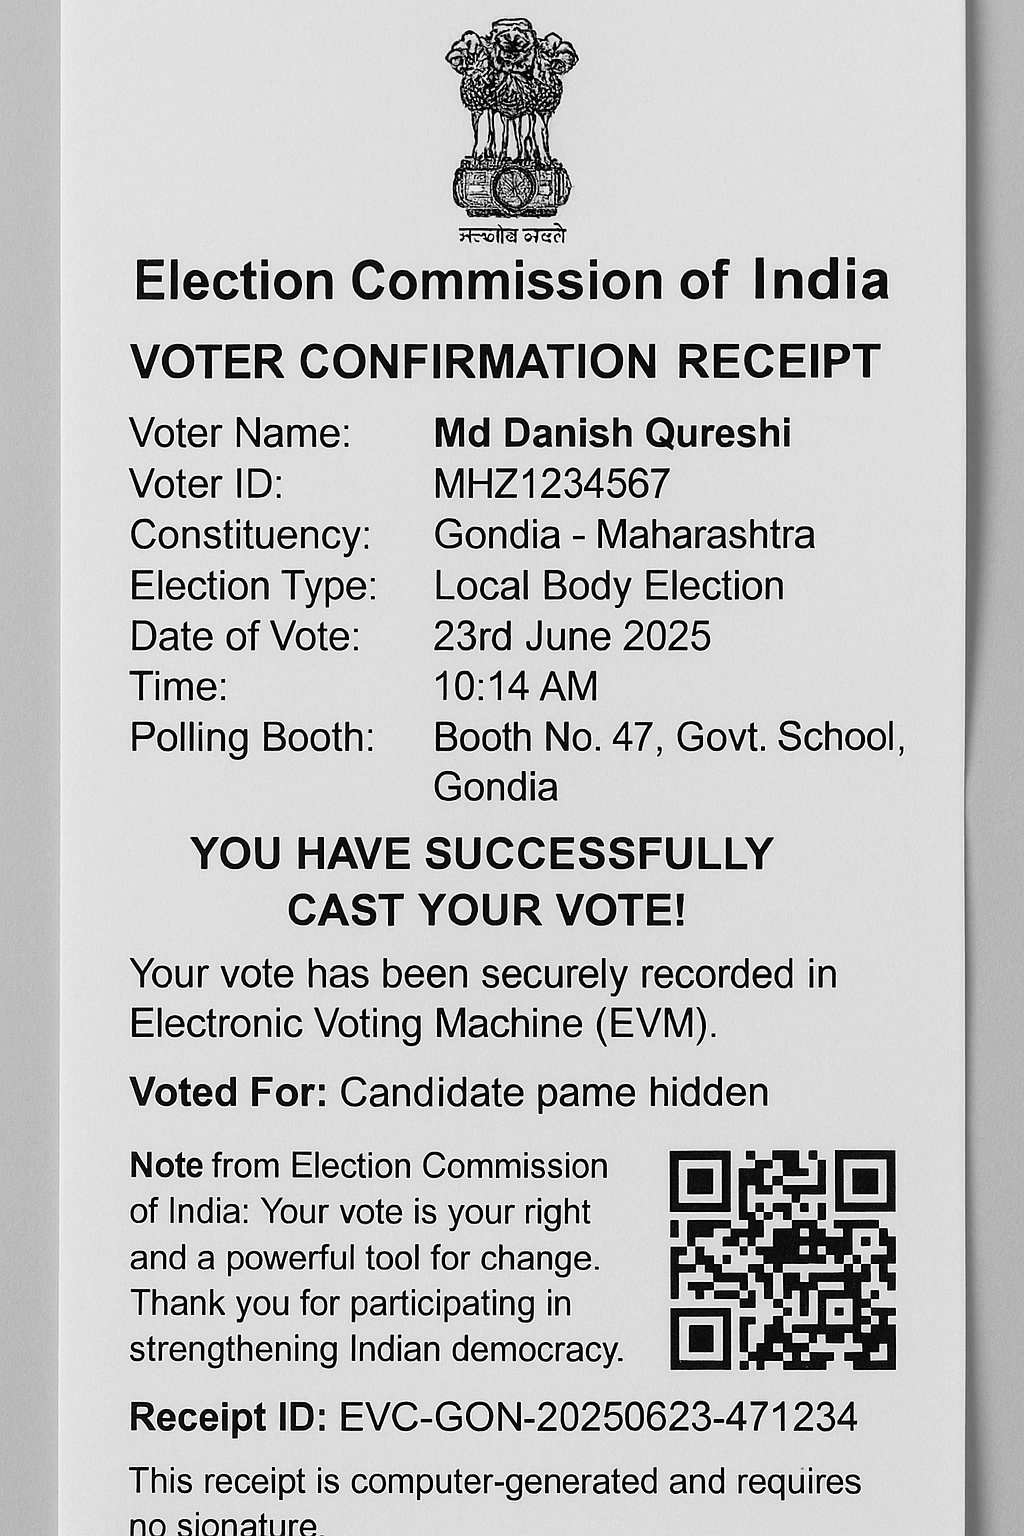 Election Commission of India
VOTER CONFIRMATION RECEIPT
Voter Name: Md Danish Qureshi
Voter ID: MHZ1234567
Constituency: Gondia - Maharashtra
Election Type: Local Body Election
Date of Vote: 23rd June 2025
Time: 10:14 AM
Polling Booth: Booth No. 47, Govt. School,
Gondia
YOU HAVE SUCCESSFULLY
CAST YOUR VOTE!
Your vote has been securely recorded in
Electronic Voting Machine (EVM).
Voted For: Candidate pame hidden
Note from Election Commission
of India: Your vote is your right
and a powerful tool for change.
Thank you for participating in
strengthening Indian democracy.
Receipt ID: EVC-GON-20250623-471234
This receipt is computer-generated and requires
no signature.